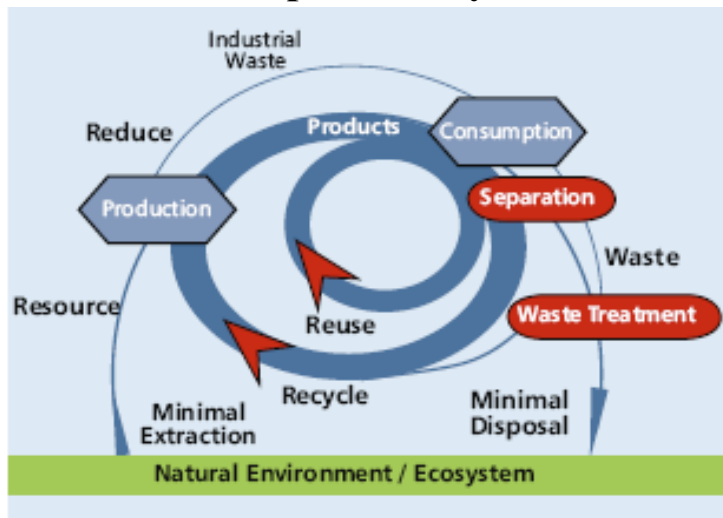 Industrial
Waste
Reduce
Products
Consumption
Production
Separation
Waste
Resource
Waste Treatment
Reuse
Recycle
Minimal
Extraction
Minimal
Disposal
Natural Environment / Ecosystem